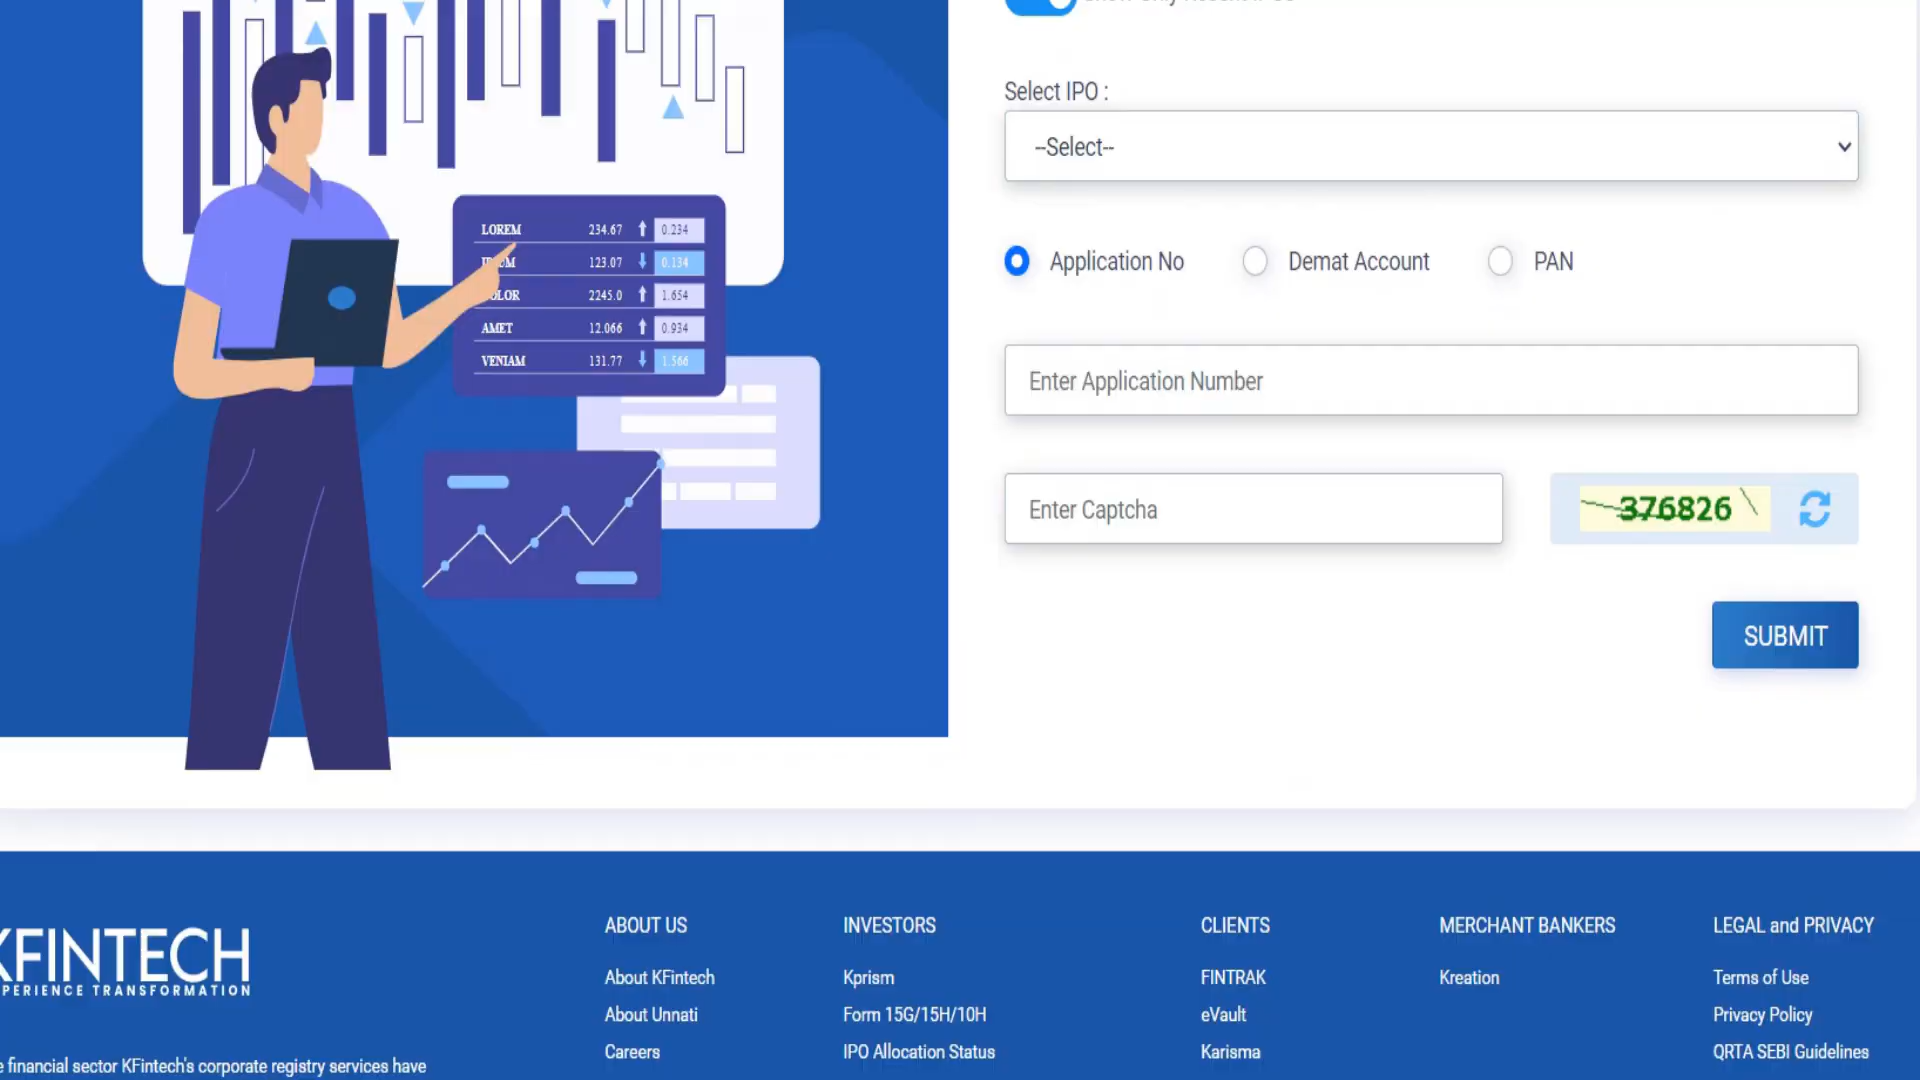 Select IPO :
--Select--
Application No
Demat Account
PAN
Enter Application Number
Enter Captcha
376826
SUBMIT
LOREM 234.67 0.234
123.07 0.134
2245.0 1.654
AMET 12.066 0.934
VENIAM 131.77 1.566
KFINTECH
PERIENCE TRANSFORMATION
financial sector KFintech's corporate registry services have
ABOUT US
About KFintech
About Unnati
Careers
INVESTORS
Kprism
Form 15G/15H/10H
IPO Allocation Status
CLIENTS
FINTRAK
eVault
Karisma
MERCHANT BANKERS
Kreation
LEGAL and PRIVACY
Terms of Use
Privacy Policy
QRTA SEBI Guidelines